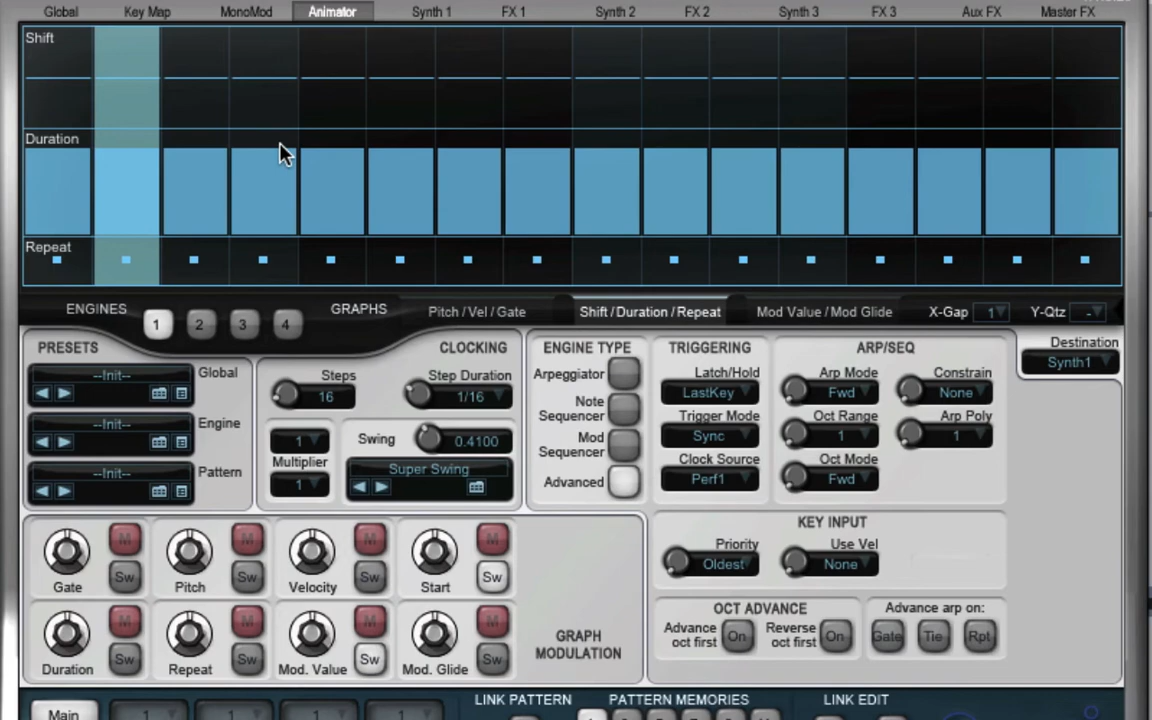 Global Key Map MonoMod Animator Synth 1 FX 1 Synth 2 FX 2 Synth 3 FX 3 Aux FX Master FX
Shift
Duration
Repeat
ENGINES 1 2 3 4 GRAPHS Pitch / Vel / Gate Shift / Duration / Repeat Mod Value / Mod Glide X-Gap 1 Y-Qtz -
PRESETS
--Init-- Global
--Init-- Engine
--Init-- Pattern
CLOCKING
Steps 16
Step Duration 1/16
1
Multiplier
1
Swing 0.4100
Super Swing
ENGINE TYPE
Arpeggiator
Note
Sequencer
Mod
Sequencer
Advanced
TRIGGERING
Latch/Hold
LastKey
Trigger Mode
Sync
Clock Source
Perf1
ARP/SEQ
Arp Mode
Fwd
Constrain
None
Oct Range
1
Arp Poly
1
Oct Mode
Fwd
Destination
Synth1
Gate M Sw
Pitch M Sw
Velocity M Sw
Start M Sw
Duration M Sw
Repeat M Sw
Mod. Value M Sw
Mod. Glide M Sw
GRAPH
MODULATION
KEY INPUT
Priority
Oldest
Use Vel
None
OCT ADVANCE
Advance
oct first
On
Reverse
oct first
On
Advance arp on:
Gate Tie Rpt
Main 1 1 1 1
LINK PATTERN PATTERN MEMORIES LINK EDIT